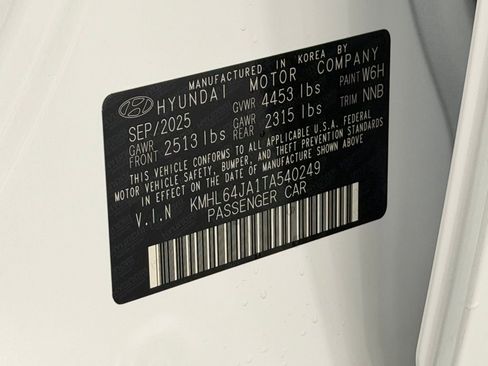 MANUFACTURED IN KOREA BY
HYUNDAI MOTOR COMPANY
SEP/2025 GVWR 4453 lbs PAINT W6H
GAWR FRONT 2513 lbs GAWR REAR 2315 lbs TRIM NNB
THIS VEHICLE CONFORMS TO ALL APPLICABLE U.S.A. FEDERAL
MOTOR VEHICLE SAFETY, BUMPER, AND THEFT PREVENTION STANDARDS
IN EFFECT ON THE DATE OF MANUFACTURE SHOWN ABOVE
V.I.N KMHL64JA1TA540249
PASSENGER CAR